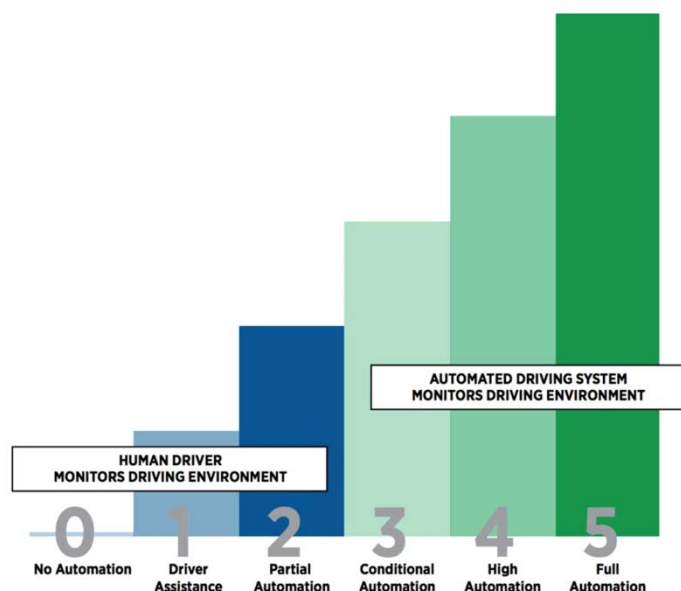 AUTOMATED DRIVING SYSTEM
MONITORS DRIVING ENVIRONMENT
HUMAN DRIVER
MONITORS DRIVING ENVIRONMENT
0 1 2 3 4 5
No Automation Driver Partial Conditional High Full
Assistance Automation Automation Automation Automation